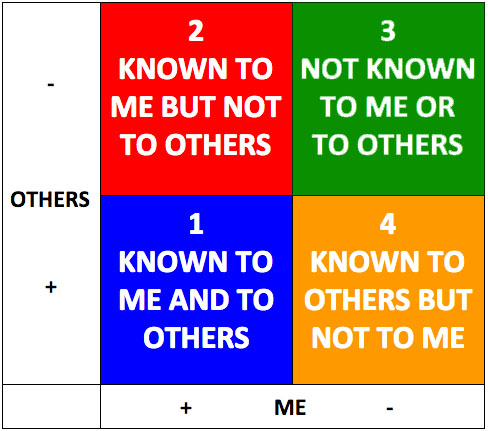 -
OTHERS
+
2
KNOWN TO
ME BUT NOT
TO OTHERS
3
NOT KNOWN
TO ME OR
TO OTHERS
1
KNOWN TO
ME AND TO
OTHERS
4
KNOWN TO
OTHERS BUT
NOT TO ME
+ ME -